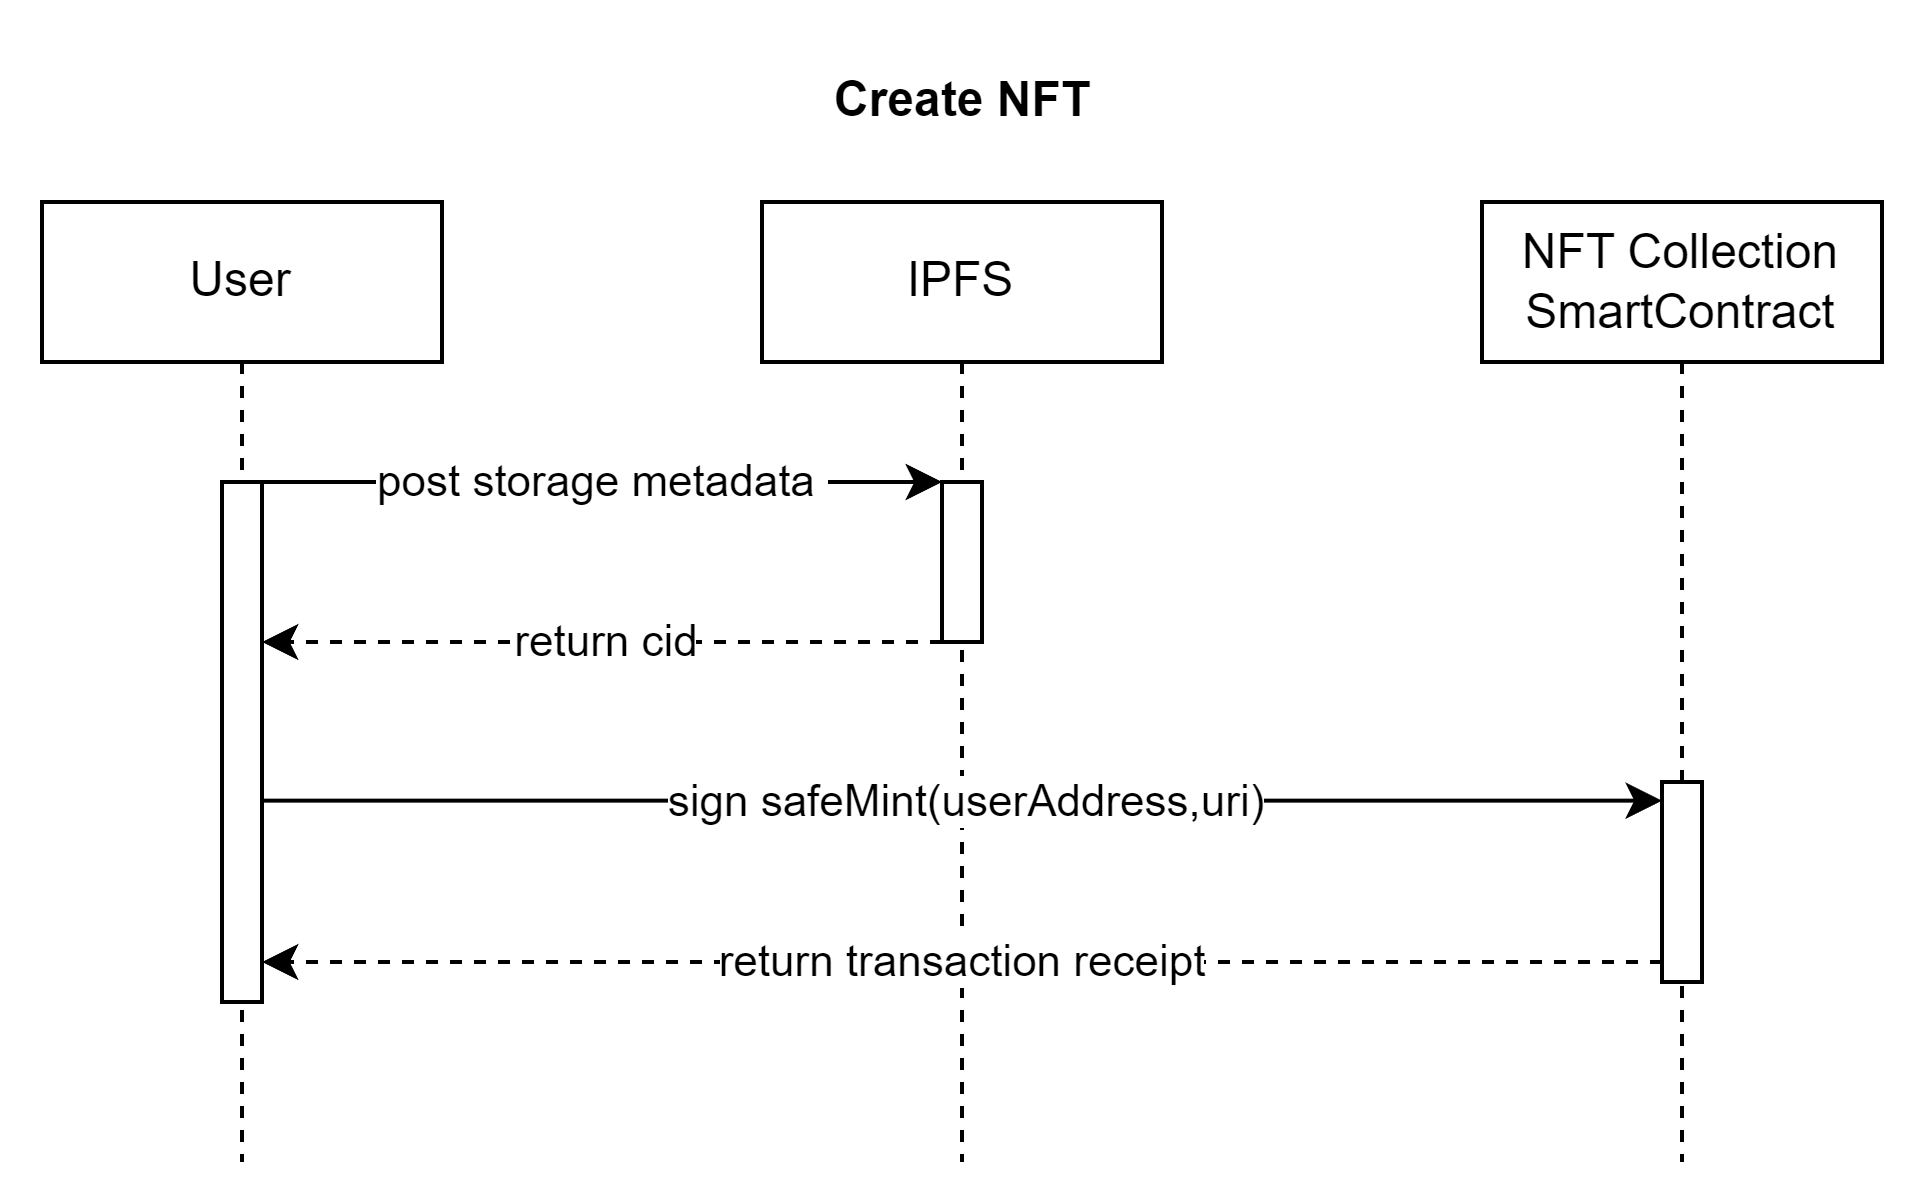 Create NFT
User
IPFS
NFT Collection
SmartContract
post storage metadata
return cid
sign safeMint(userAddress,uri)
return transaction receipt